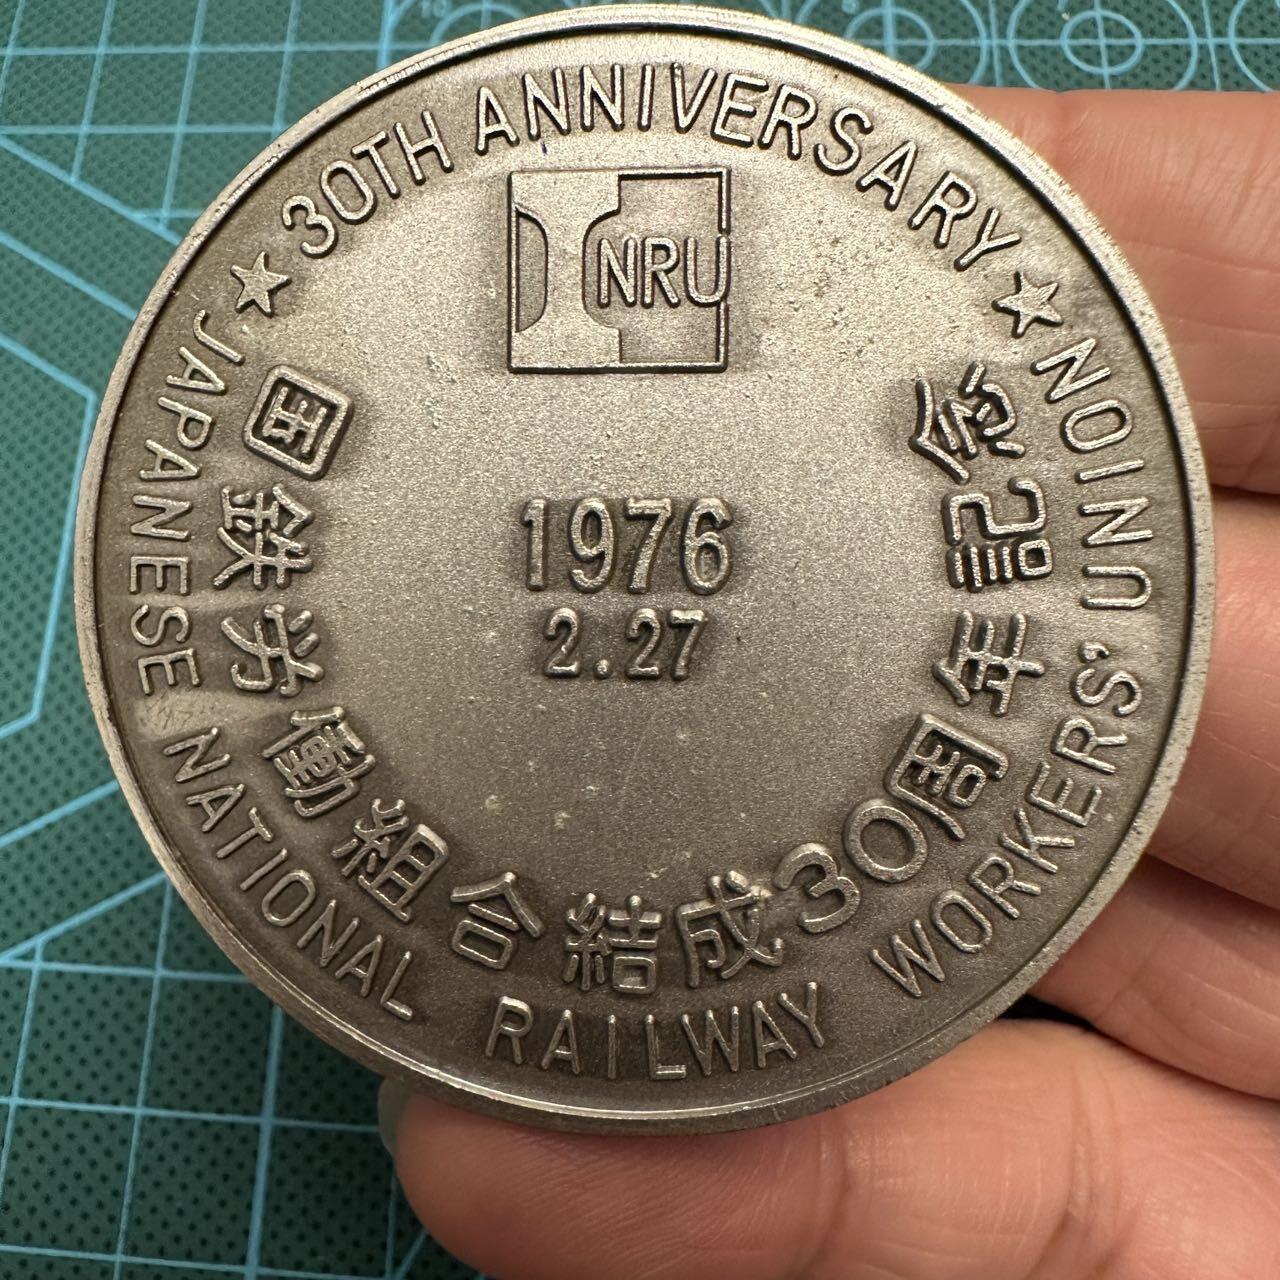 ★ 30TH ANNIVERSARY ★
NRU
1976
2.27
国鉄労働組合結成30周年記念
JAPANESE NATIONAL RAILWAY WORKERS' UNION